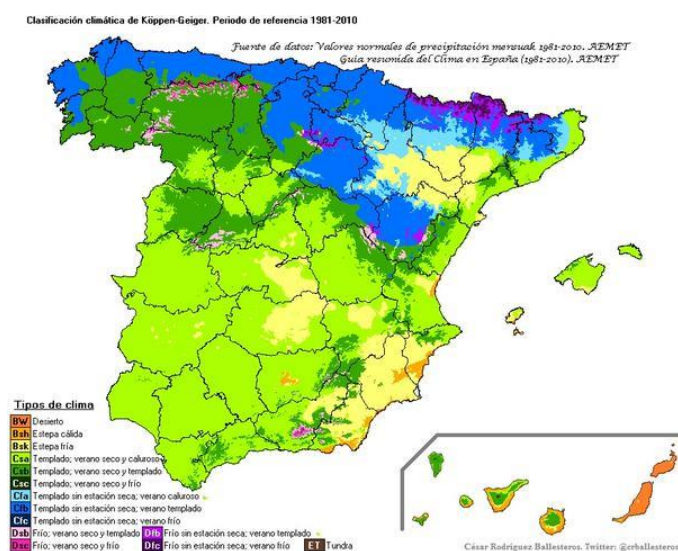 Clasificación climática de Köppen-Geiger. Periodo de referencia 1981-2010
Fuente de datos: Valores normales de precipitación mensuak 1981-2010. AEMET
Guía resumida del Clima en España (1981-2010). AEMET
Tipos de clima
BW Desierto
Bsh Estepa cálida
Bsk Estepa fría
Csa Templado; verano seco y caluroso
Csb Templado; verano seco y templado
Csc Templado; verano seco y frío
Cfa Templado sin estación seca; verano caluroso
Cfb Templado sin estación seca; verano templado
Cfc Templado sin estación seca; verano frío
Dsb Frío; verano seco y templado Dfb Frío sin estación seca; verano templado
Dsc Frío; verano seco y frío Dfc Frío sin estación seca; verano frío ET Tundra
César Rodríguez Ballesteros. Twitter: @crballesteros